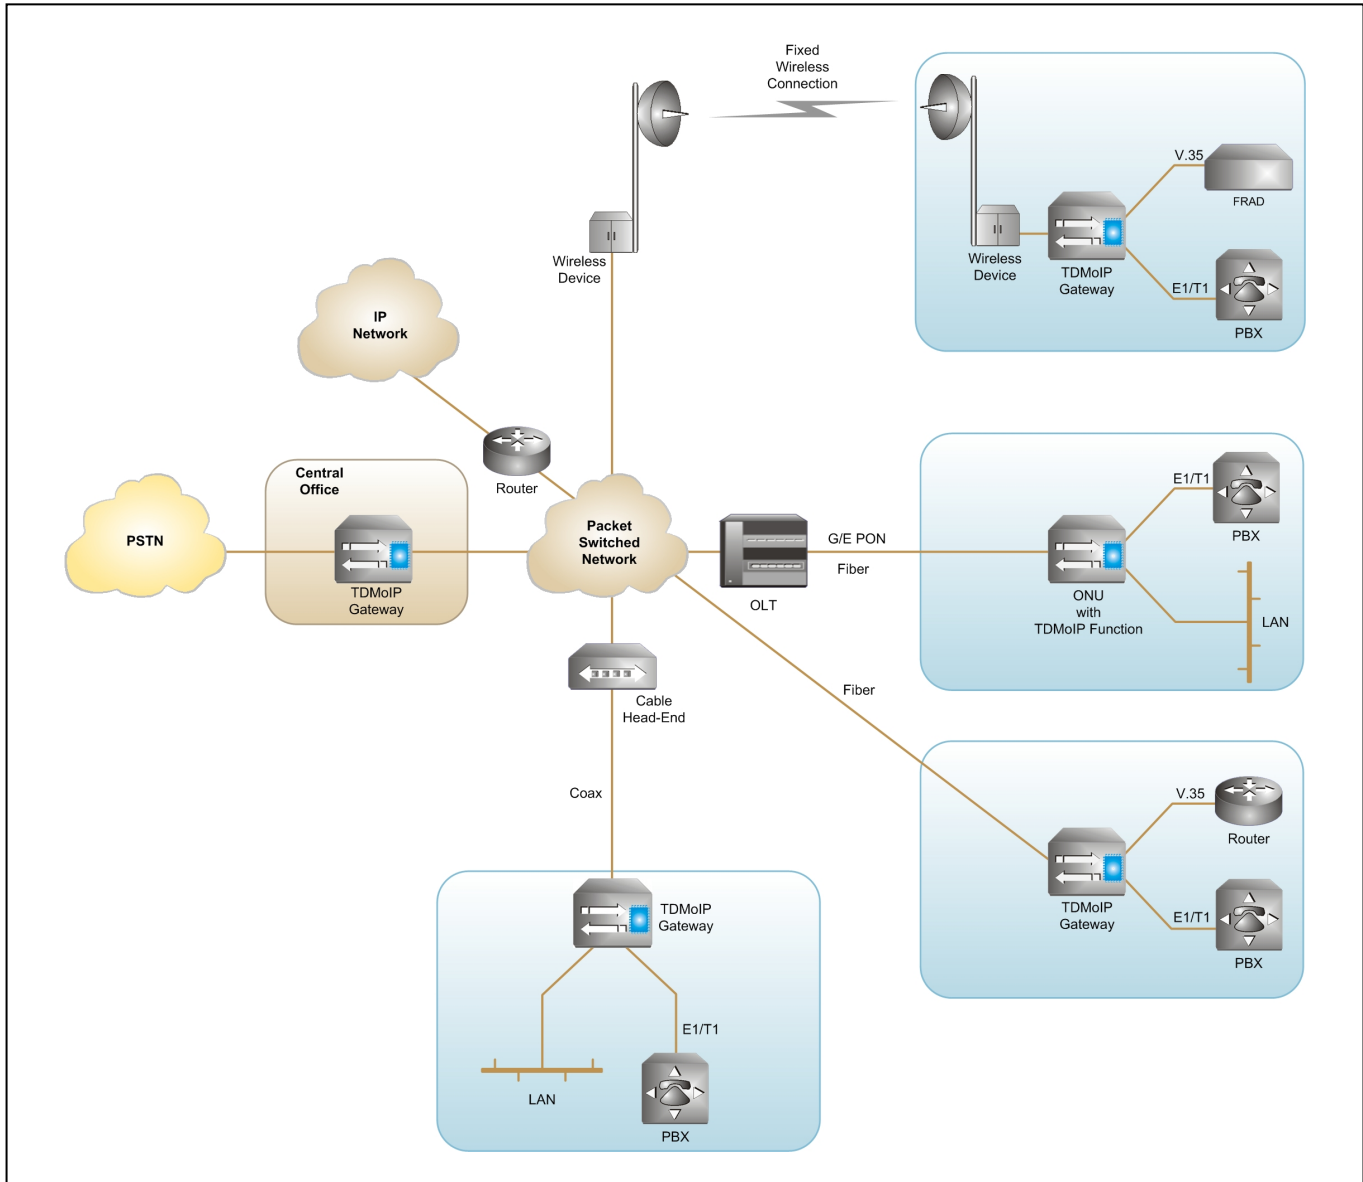 Fixed
Wireless
Connection
V.35
FRAD
Wireless
Device
Wireless
Device
TDMoIP
Gateway
E1/T1
PBX
IP
Network
Router
Central
Office
PSTN
TDMoIP
Gateway
Packet
Switched
Network
OLT
G/E PON
Fiber
E1/T1
PBX
ONU
with
TDMoIP Function
LAN
Cable
Head-End
Fiber
Coax
V.35
Router
TDMoIP
Gateway
E1/T1
PBX
TDMoIP
Gateway
E1/T1
LAN
PBX